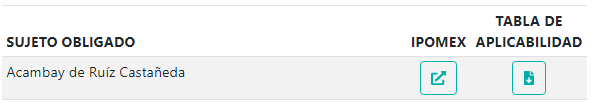 TABLA DE
SUJETO OBLIGADO IPOMEX APLICABILIDAD
Acambay de Ruíz Castañeda